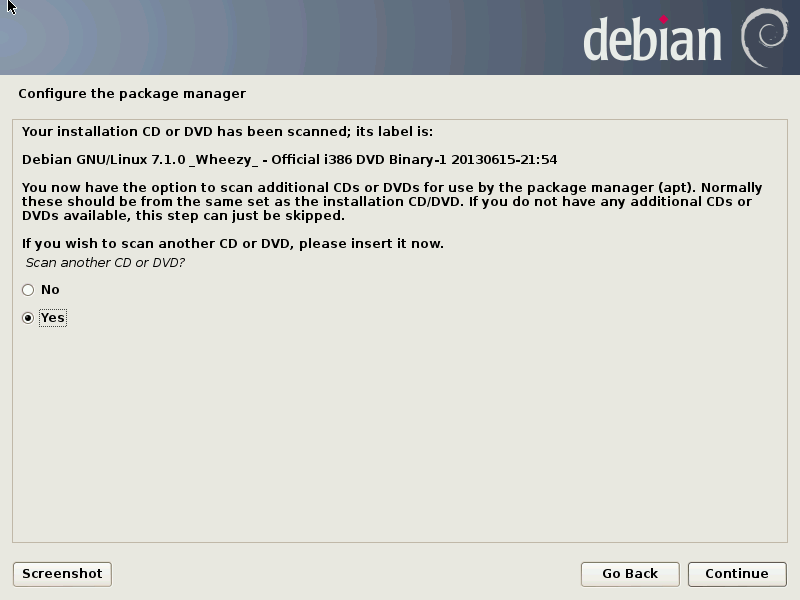 debian
Configure the package manager
Your installation CD or DVD has been scanned; its label is:
Debian GNU/Linux 7.1.0 _Wheezy_ - Official i386 DVD Binary-1 20130615-21:54
You now have the option to scan additional CDs or DVDs for use by the package manager (apt). Normally
these should be from the same set as the installation CD/DVD. If you do not have any additional CDs or
DVDs available, this step can just be skipped.
If you wish to scan another CD or DVD, please insert it now.
Scan another CD or DVD?
No
Yes
Screenshot
Go Back
Continue